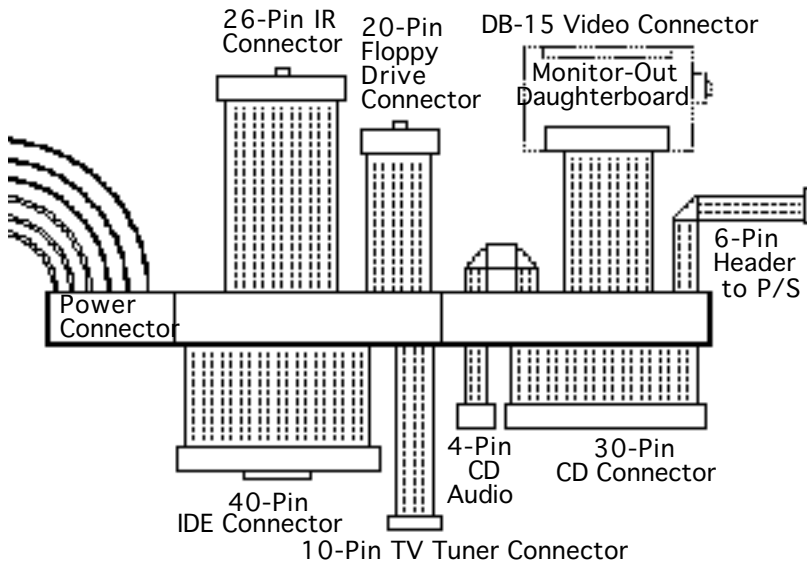 26-Pin IR
Connector
20-Pin
Floppy
Drive
Connector
DB-15 Video Connector
Monitor-Out
Daughterboard
6-Pin
Header
to P/S
Power
Connector
4-Pin
CD
Audio
30-Pin
CD Connector
40-Pin
IDE Connector
10-Pin TV Tuner Connector